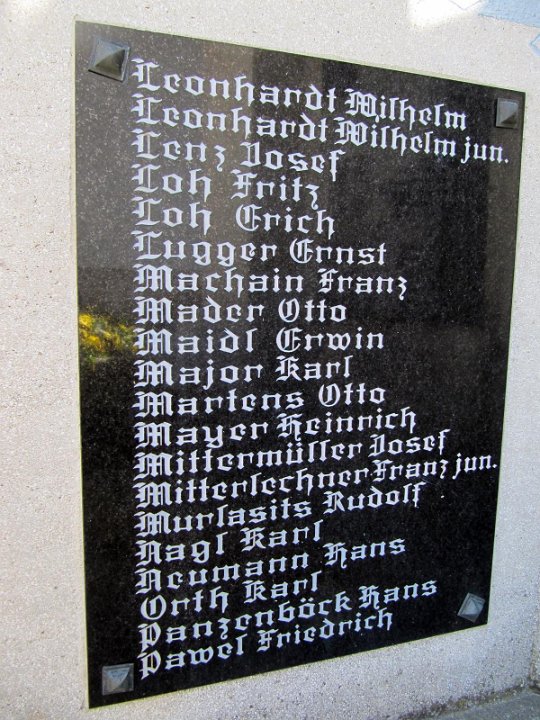 Leonhardt Wilhelm
Leonhardt Wilhelm jun.
Lenz Josef
Loh Fritz
Loh Erich
Lugger Ernst
Machain Franz
Mader Otto
Maidl Erwin
Major Karl
Martens Otto
Mayer Heinrich
Mittermüller Josef
Mitterlechner Franz jun.
Murlasits Rudolf
Nagl Karl
Neumann Hans
Orth Karl
Panzenböck Hans
Pawel Friedrich